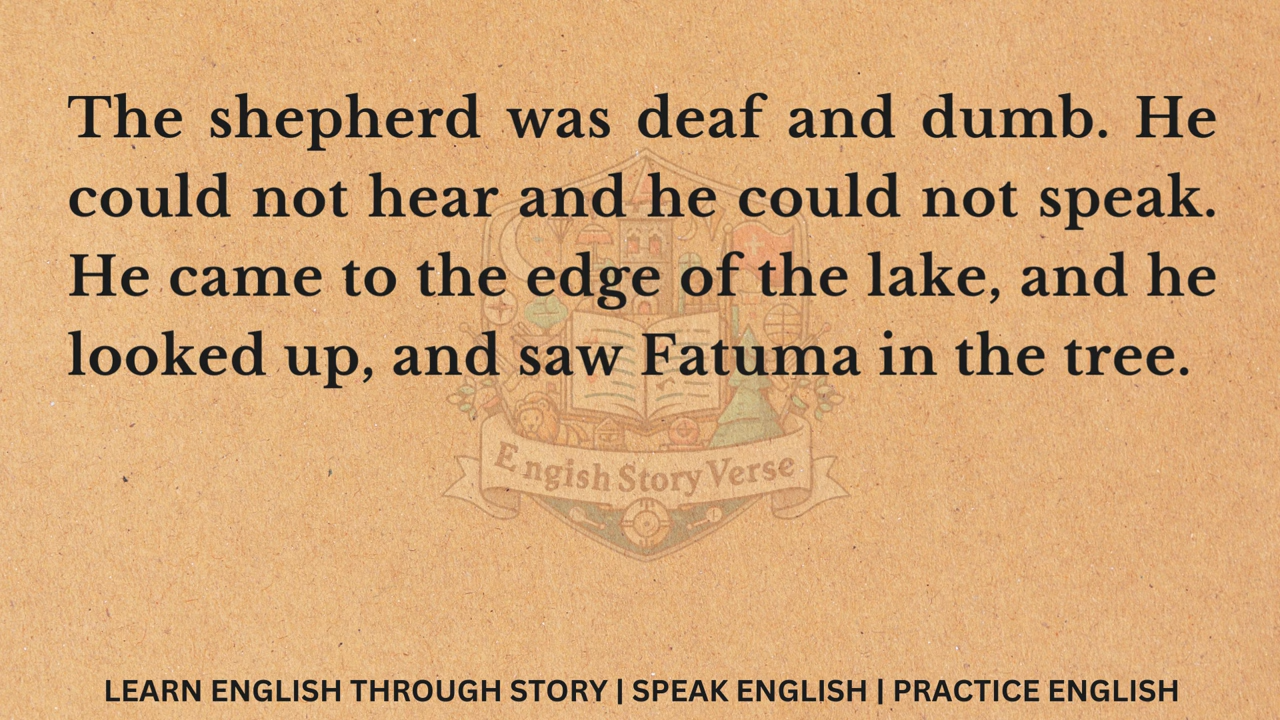 The shepherd was deaf and dumb. He
could not hear and he could not speak.
He came to the edge of the lake, and he
looked up, and saw Fatuma in the tree.
Engish Story Verse
LEARN ENGLISH THROUGH STORY | SPEAK ENGLISH | PRACTICE ENGLISH